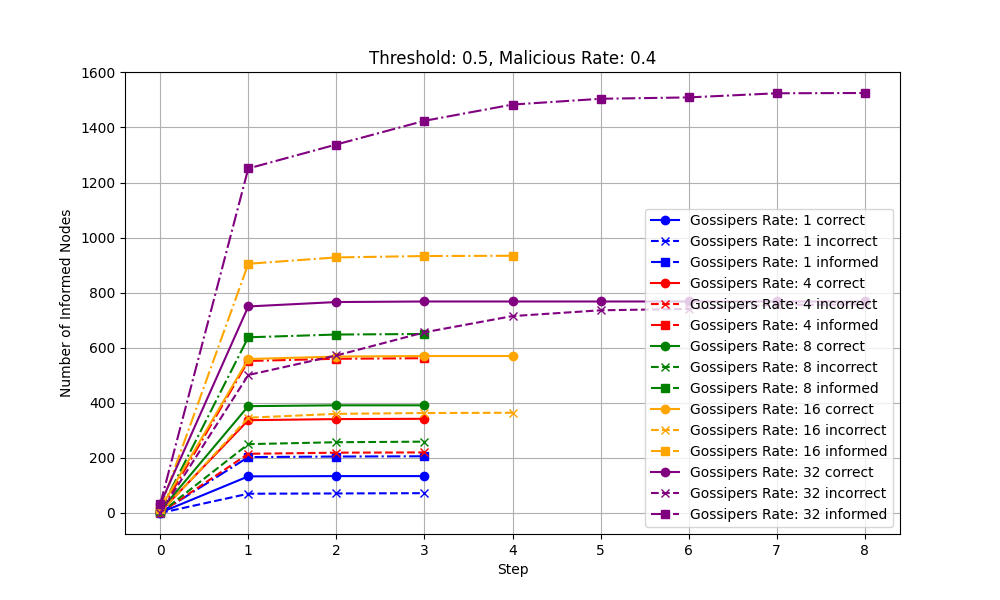 Threshold: 0.5, Malicious Rate: 0.4
1600
1400
1200
1000
800
600
400
200
0
Number of Informed Nodes
Gossipers Rate: 1 correct
Gossipers Rate: 1 incorrect
Gossipers Rate: 1 informed
Gossipers Rate: 4 correct
Gossipers Rate: 4 incorrect
Gossipers Rate: 4 informed
Gossipers Rate: 8 correct
Gossipers Rate: 8 incorrect
Gossipers Rate: 8 informed
Gossipers Rate: 16 correct
Gossipers Rate: 16 incorrect
Gossipers Rate: 16 informed
Gossipers Rate: 32 correct
Gossipers Rate: 32 incorrect
Gossipers Rate: 32 informed
0 1 2 3 4 5 6 7 8
Step